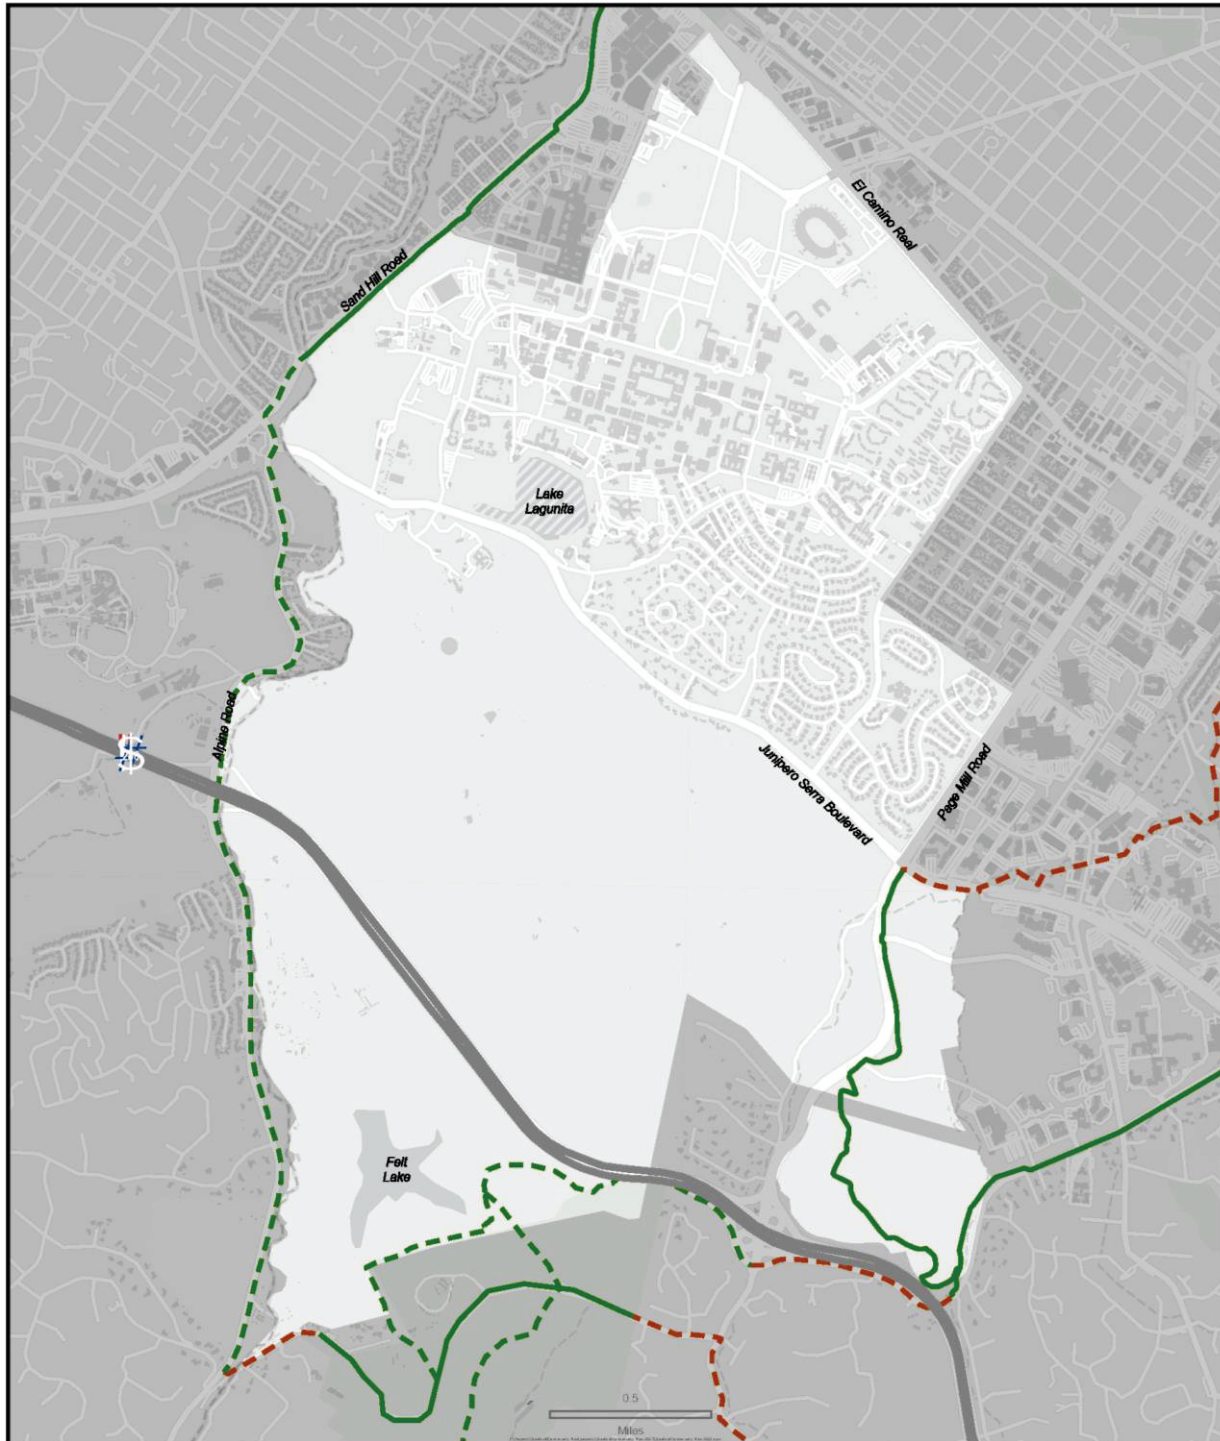 El Camino Real
Sand Hill Road
Lake
Lagunita
Alpine Road
Junipero Serra Boulevard
Page Mill Road
Felt
Lake
0.5
Miles